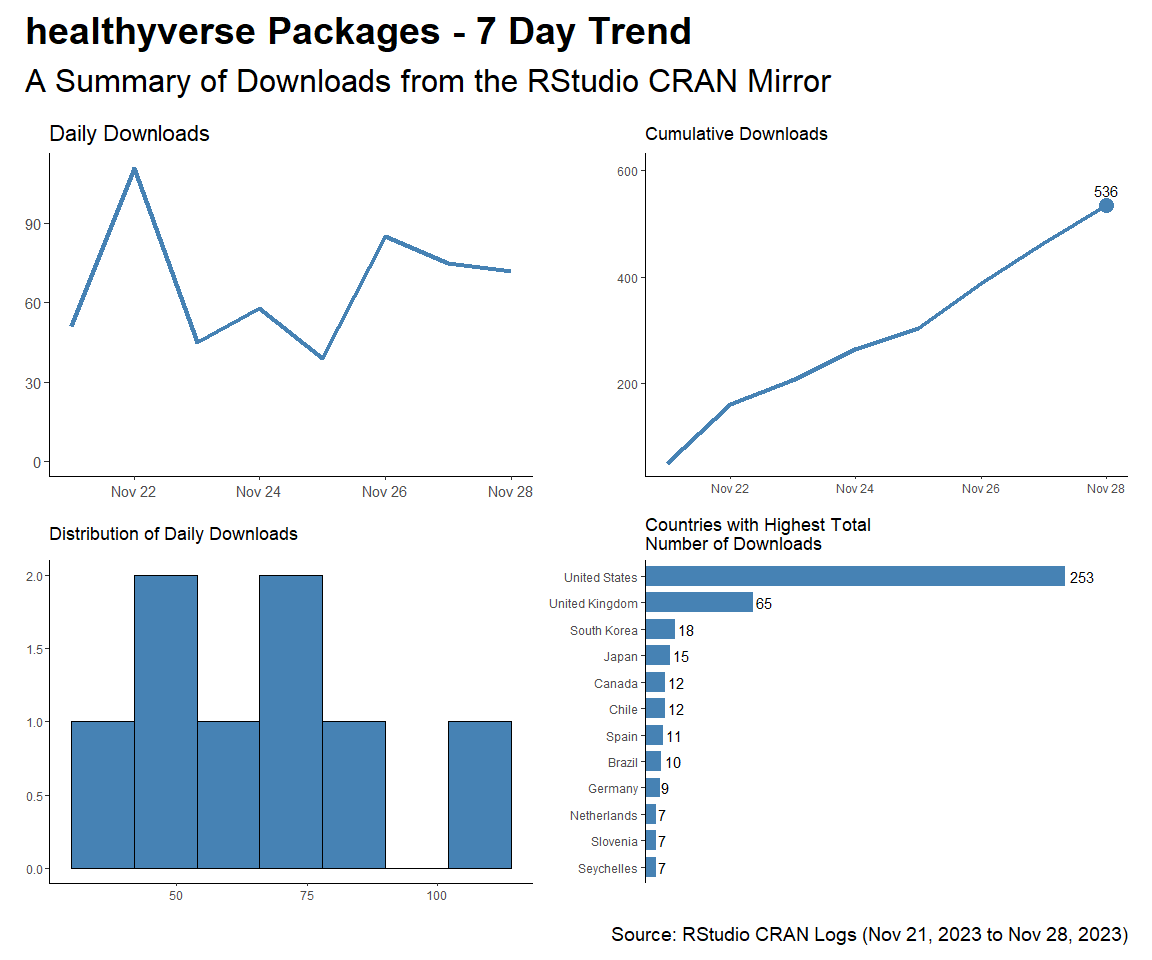 healthyverse Packages - 7 Day Trend
A Summary of Downloads from the RStudio CRAN Mirror
Daily Downloads
90
60
30
0
Nov 22 Nov 24 Nov 26 Nov 28
Cumulative Downloads
600
400
200
536
Nov 22 Nov 24 Nov 26 Nov 28
Distribution of Daily Downloads
2.0
1.5
1.0
0.5
0.0
50 75 100
Countries with Highest Total
Number of Downloads
United States 253
United Kingdom 65
South Korea 18
Japan 15
Canada 12
Chile 12
Spain 11
Brazil 10
Germany 9
Netherlands 7
Slovenia 7
Seychelles 7
Source: RStudio CRAN Logs (Nov 21, 2023 to Nov 28, 2023)